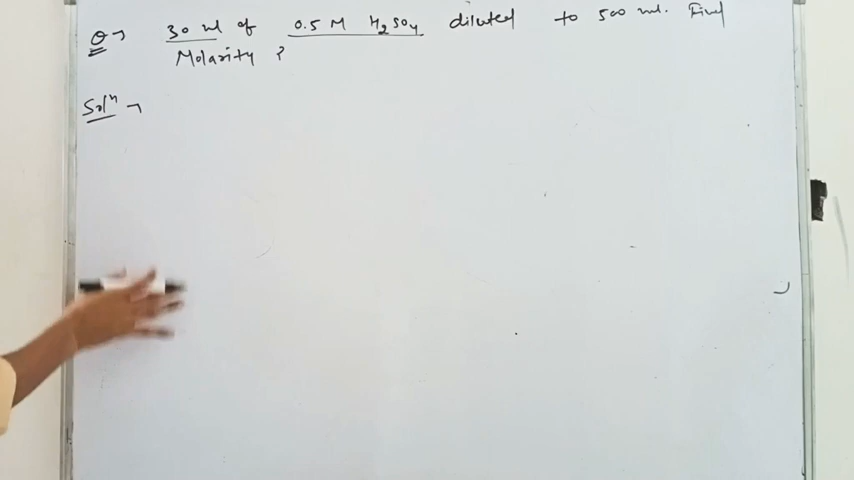 Q→ 30 ml of 0.5 M H₂SO₄ diluted to 500 ml. Find
Molarity ?
Solⁿ →